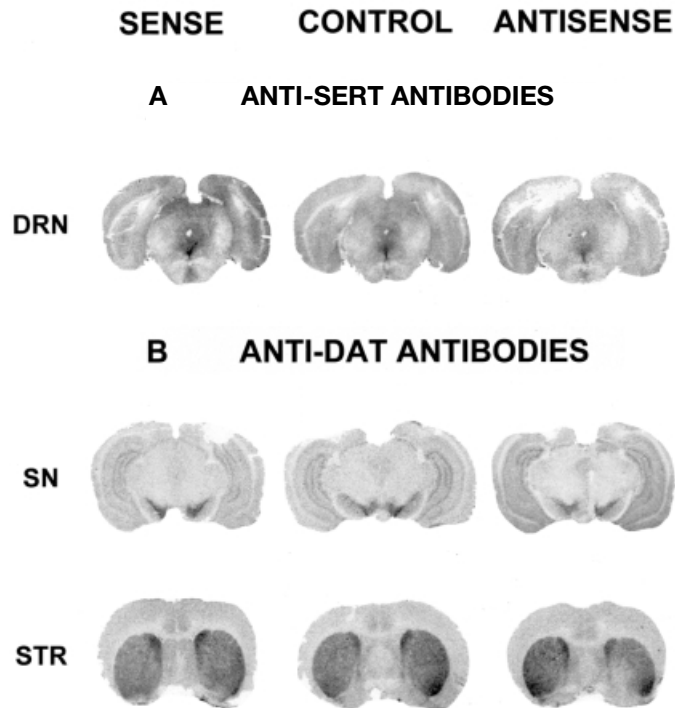 SENSE CONTROL ANTISENSE
A ANTI-SERT ANTIBODIES
DRN
B ANTI-DAT ANTIBODIES
SN
STR